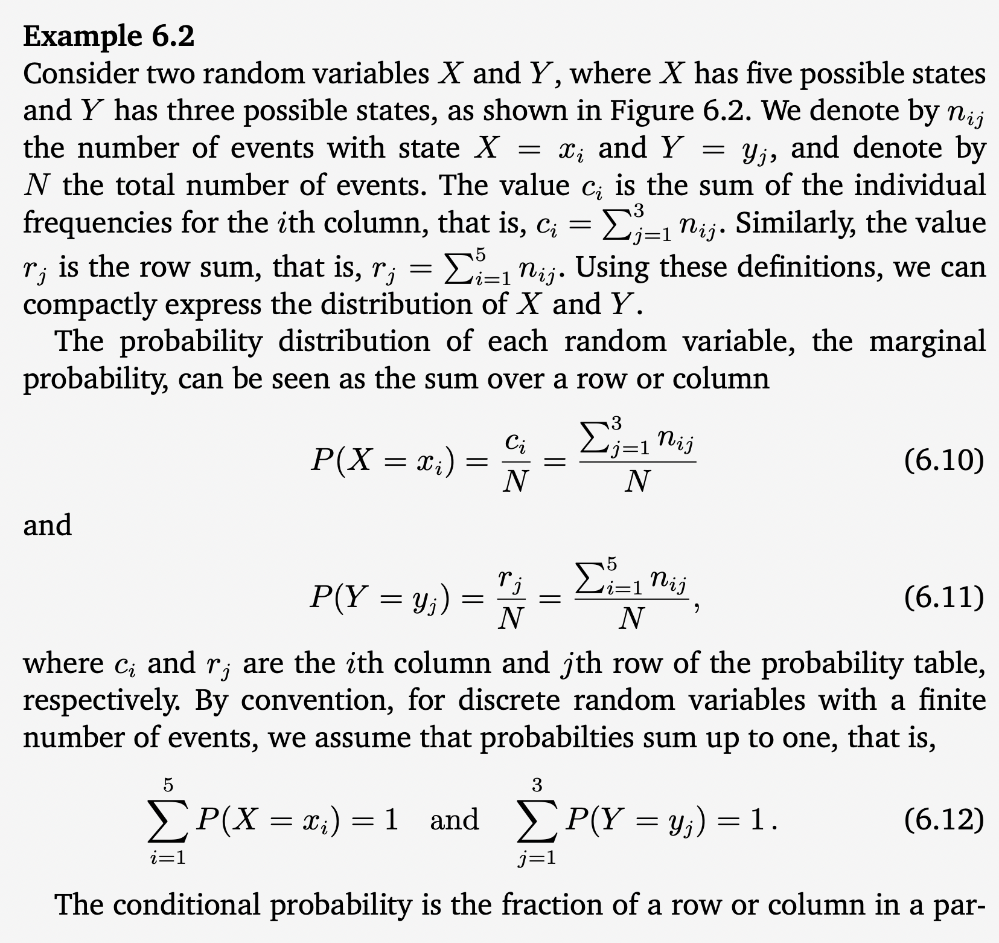 Example 6.2
Consider two random variables X and Y, where X has five possible states
and Y has three possible states, as shown in Figure 6.2. We denote by n_{ij}
the number of events with state X = x_i and Y = y_j, and denote by
N the total number of events. The value c_i is the sum of the individual
frequencies for the ith column, that is, c_i = \sum_{j=1}^{3} n_{ij}. Similarly, the value
r_j is the row sum, that is, r_j = \sum_{i=1}^{5} n_{ij}. Using these definitions, we can
compactly express the distribution of X and Y.
The probability distribution of each random variable, the marginal
probability, can be seen as the sum over a row or column
P(X = x_i) = \frac{c_i}{N} = \frac{\sum_{j=1}^{3} n_{ij}}{N} (6.10)
and
P(Y = y_j) = \frac{r_j}{N} = \frac{\sum_{i=1}^{5} n_{ij}}{N}, (6.11)
where c_i and r_j are the ith column and jth row of the probability table,
respectively. By convention, for discrete random variables with a finite
number of events, we assume that probabilties sum up to one, that is,
\sum_{i=1}^{5} P(X = x_i) = 1 and \sum_{j=1}^{3} P(Y = y_j) = 1. (6.12)
The conditional probability is the fraction of a row or column in a par-